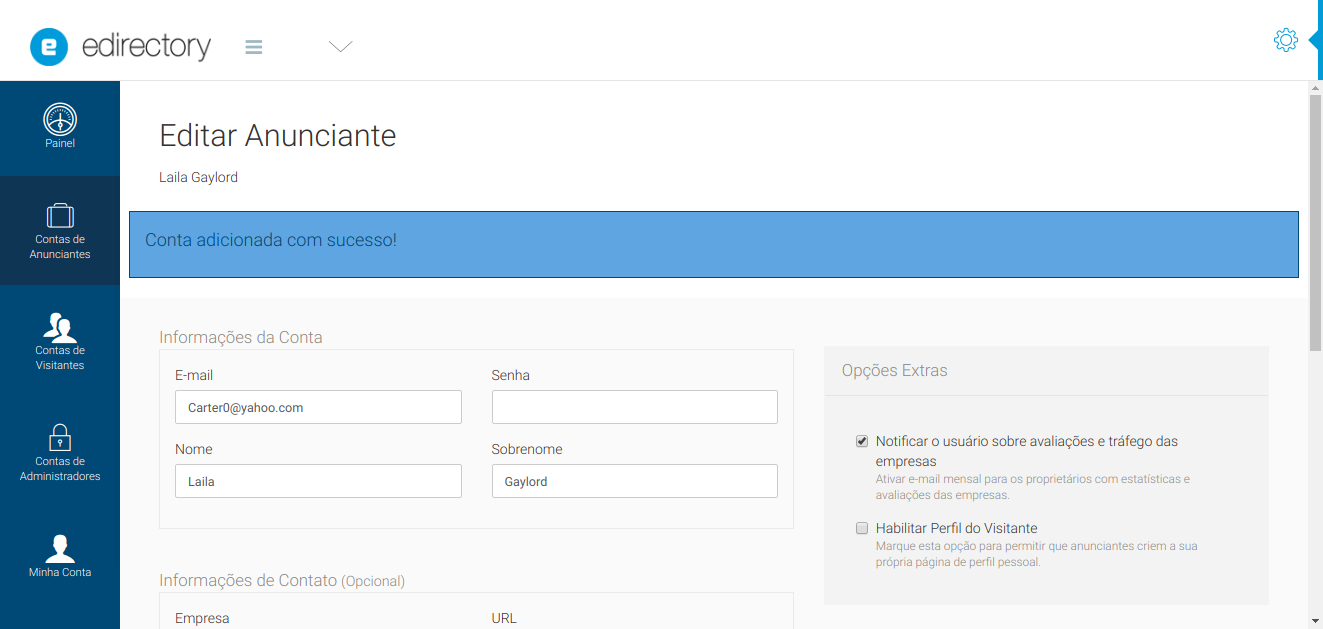 edirectory
Painel
Contas de
Anunciantes
Contas de
Visitantes
Contas de
Administradores
Minha Conta
Editar Anunciante
Laila Gaylord
Conta adicionada com sucesso!
Informações da Conta
E-mail
Senha
Carter0@yahoo.com
Nome
Sobrenome
Laila
Gaylord
Informações de Contato (Opcional)
Empresa
URL
Opções Extras
Notificar o usuário sobre avaliações e tráfego das
empresas
Ativar e-mail mensal para os proprietários com estatísticas e
avaliações das empresas.
Habilitar Perfil do Visitante
Marque esta opção para permitir que anunciantes criem a sua
própria página de perfil pessoal.